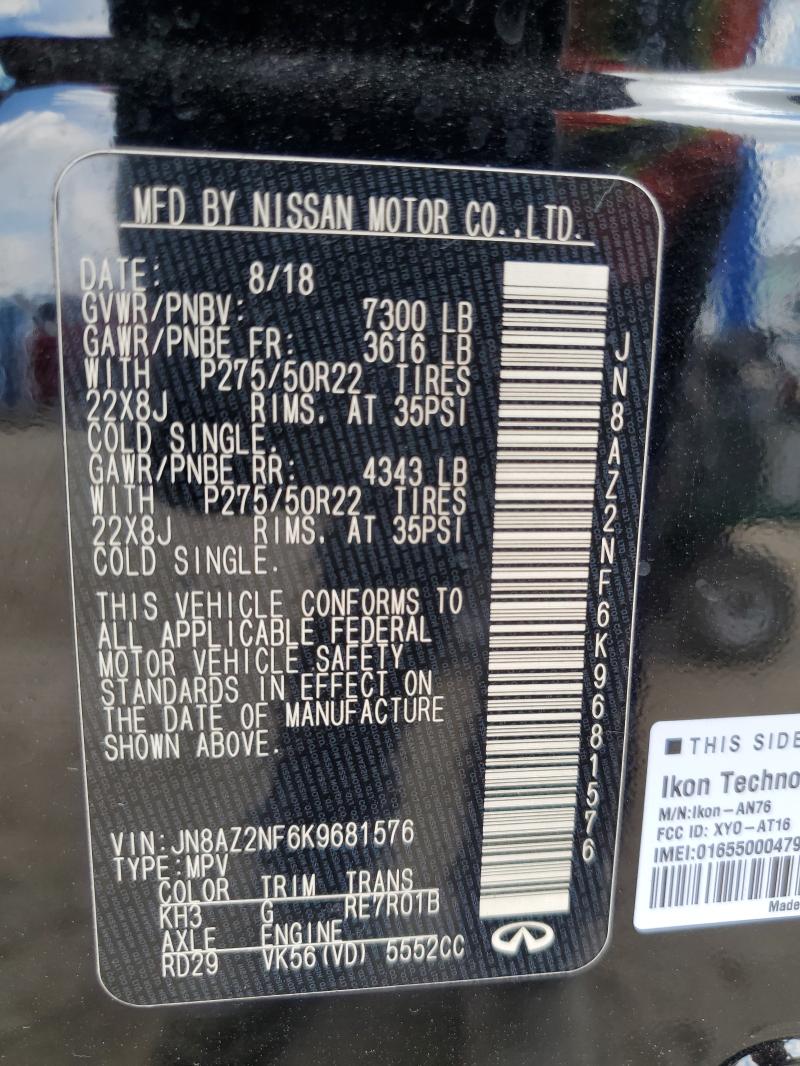 MFD BY NISSAN MOTOR CO.,LTD.
DATE: 8/18
GVWR/PNBV: 7300 LB
GAWR/PNBE FR: 3616 LB
WITH P275/50R22 TIRES
22X8J RIMS. AT 35PSI
COLD SINGLE.
GAWR/PNBE RR: 4343 LB
WITH P275/50R22 TIRES
22X8J RIMS. AT 35PSI
COLD SINGLE.
THIS VEHICLE CONFORMS TO
ALL APPLICABLE FEDERAL
MOTOR VEHICLE SAFETY
STANDARDS IN EFFECT ON
THE DATE OF MANUFACTURE
SHOWN ABOVE.
VIN:JN8AZ2NF6K9681576
TYPE:MPV
COLOR TRIM TRANS
KH3 G RE7R01B
AXLE ENGINE
RD29 VK56(VD) 5552CC
JN8AZ2NF6K9681576
THIS SIDE
Ikon Techno
M/N:Ikon-AN76
FCC ID: XYO-AT16
IMEI:01655000479
Made